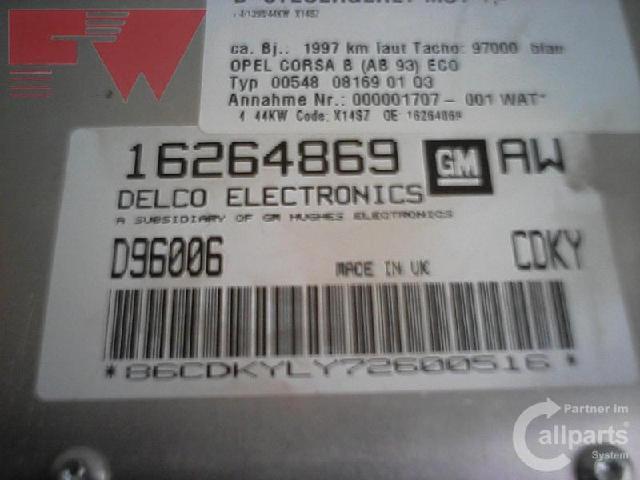 ca. Bj.: 1997 km laut Tacho: 97000 blau
OPEL CORSA B (AB 93) ECO
Typ 00548 08169 01 03
Annahme Nr.: 000001707 - 001 WAT*
1.4 44KW Code: X14SZ OE: 16264869
16264869 GM AW
DELCO ELECTRONICS
A SUBSIDIARY OF GM HUGHES ELECTRONICS
D96006 MADE IN UK CDKY
*86CDKYLY72600516*
Partner im
Callparts
System